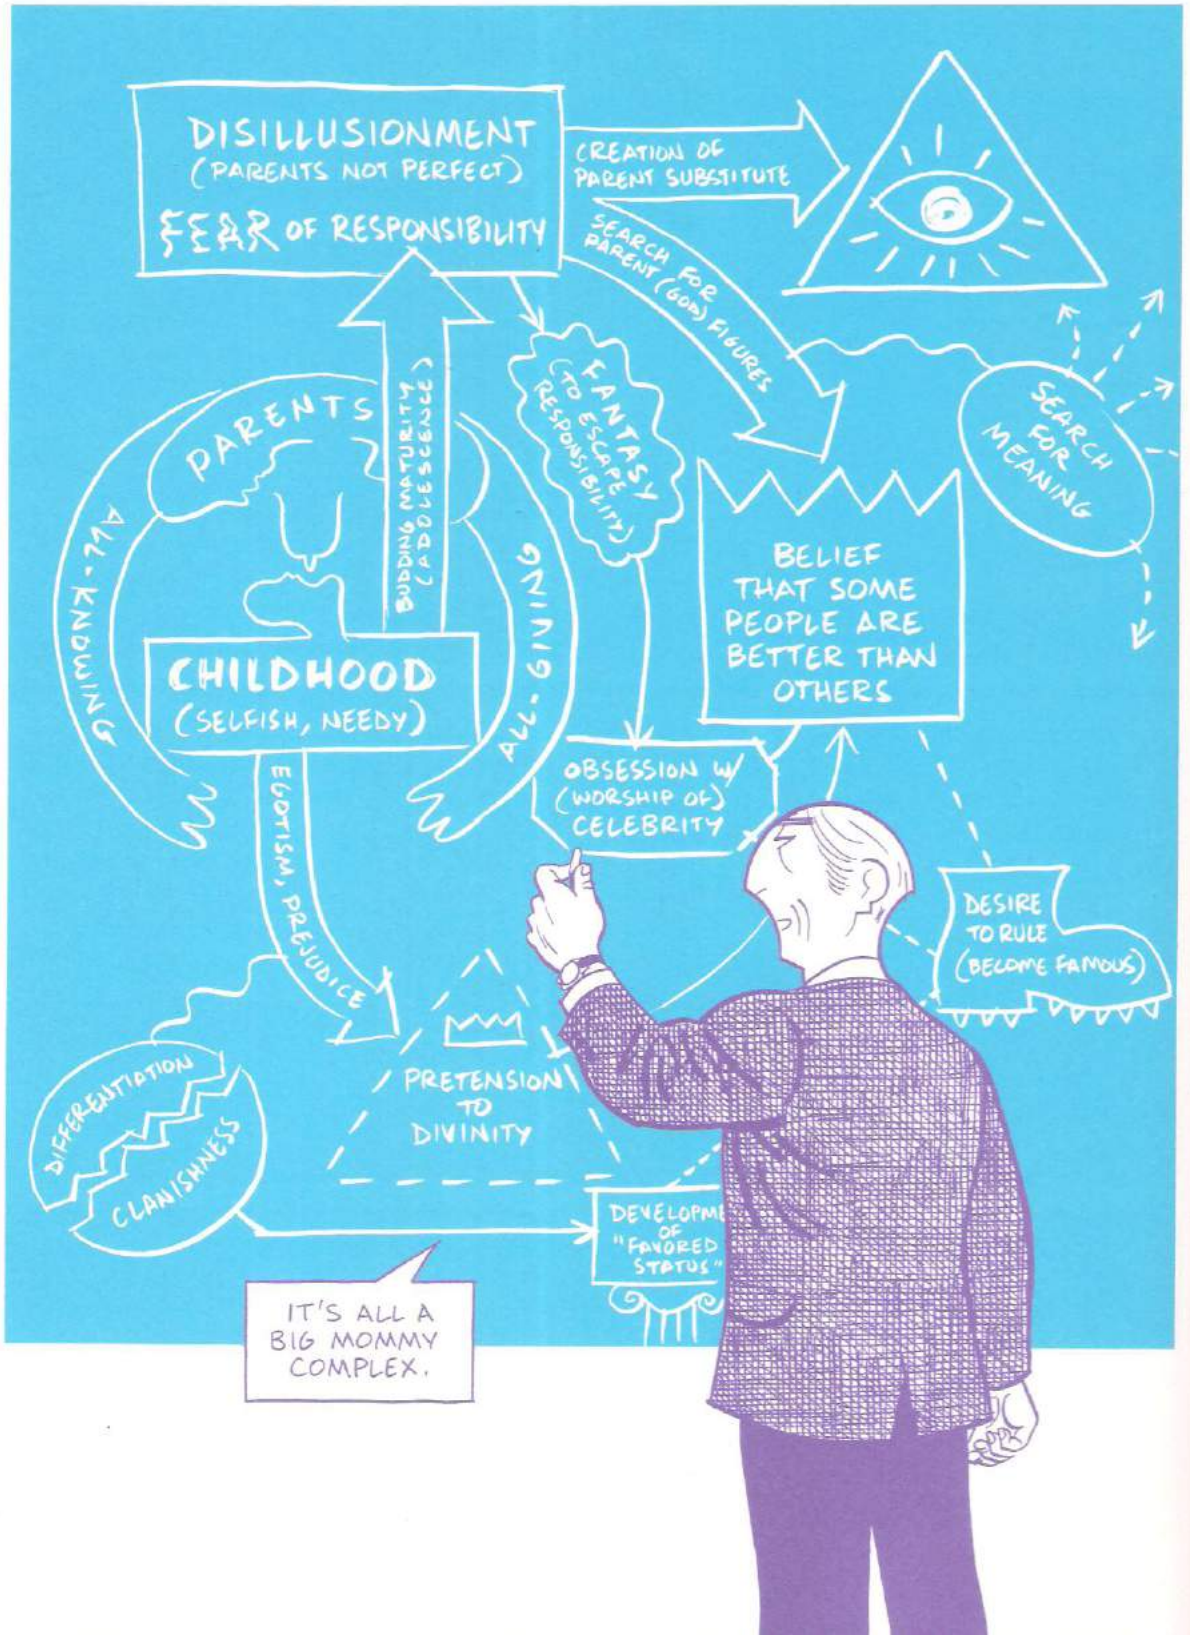 DISILLUSIONMENT
(PARENTS NOT PERFECT)
FEAR OF RESPONSIBILITY
CREATION OF
PARENT SUBSTITUTE
SEARCH FOR
PARENT (GOD) FIGURES
SEARCH
FOR
MEANING
FANTASY
(TO ESCAPE
RESPONSIBILITY)
BUDDING MATURITY
(ADOLESCENCE)
PARENTS
ALL-KNOWING
ALL-GIVING
CHILDHOOD
(SELFISH, NEEDY)
BELIEF
THAT SOME
PEOPLE ARE
BETTER THAN
OTHERS
OBSESSION W/
(WORSHIP OF)
CELEBRITY
EGOTISM, PREJUDICE
DESIRE
TO RULE
(BECOME FAMOUS)
PRETENSION
TO
DIVINITY
DIFFERENTIATION
CLANISHNESS
DEVELOPME
OF
"FAVORED
STATUS"
IT'S ALL A
BIG MOMMY
COMPLEX.